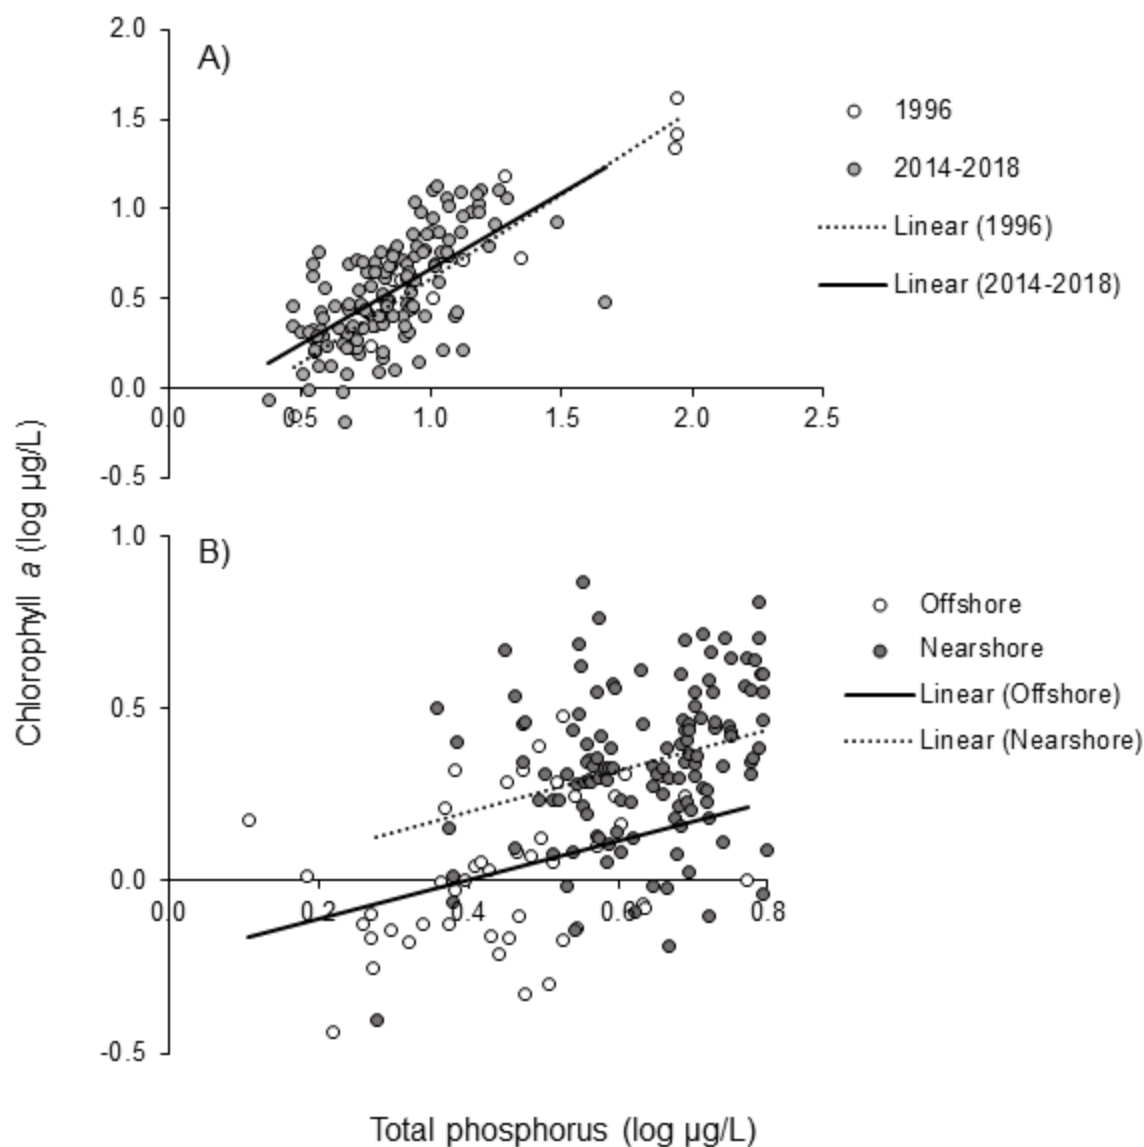 2.0
A)
1.5
1.0
0.5
0.0
0.0 0.5 1.0 1.5 2.0 2.5
-0.5
1996
2014-2018
Linear (1996)
Linear (2014-2018)
Chlorophyll a (log µg/L)
1.0
B)
0.5
0.0
0.0 0.2 0.4 0.6 0.8
-0.5
Offshore
Nearshore
Linear (Offshore)
Linear (Nearshore)
Total phosphorus (log µg/L)